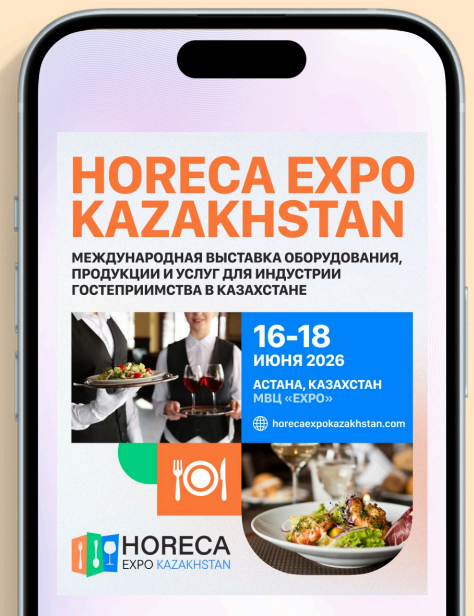 HORECA EXPO
KAZAKHSTAN
МЕЖДУНАРОДНАЯ ВЫСТАВКА ОБОРУДОВАНИЯ,
ПРОДУКЦИИ И УСЛУГ ДЛЯ ИНДУСТРИИ
ГОСТЕПРИИМСТВА В КАЗАХСТАНЕ
16-18
ИЮНЯ 2026
АСТАНА, КАЗАХСТАН
МВЦ «EXPO»
horecaexpokazakhstan.com
HORECA
EXPO KAZAKHSTAN